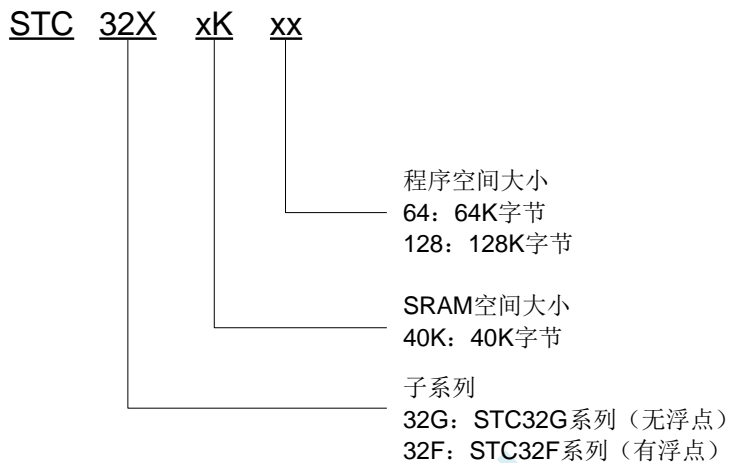 STC 32X xK xx
程序空间大小
64：64K字节
128：128K字节
SRAM空间大小
40K：40K字节
子系列
32G：STC32G系列（无浮点）
32F：STC32F系列（有浮点）